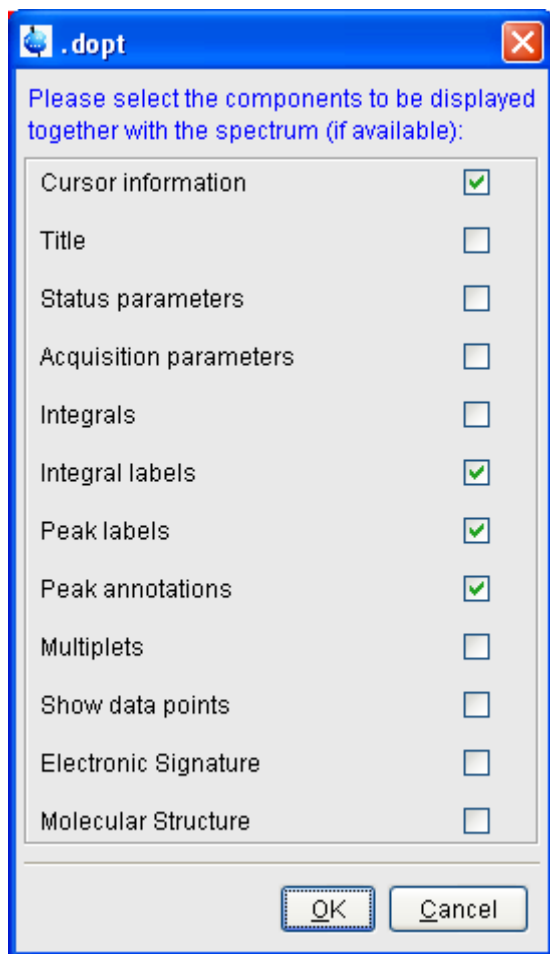 .dopt
Please select the components to be displayed
together with the spectrum (if available):
Cursor information
Title
Status parameters
Acquisition parameters
Integrals
Integral labels
Peak labels
Peak annotations
Multiplets
Show data points
Electronic Signature
Molecular Structure
OK Cancel